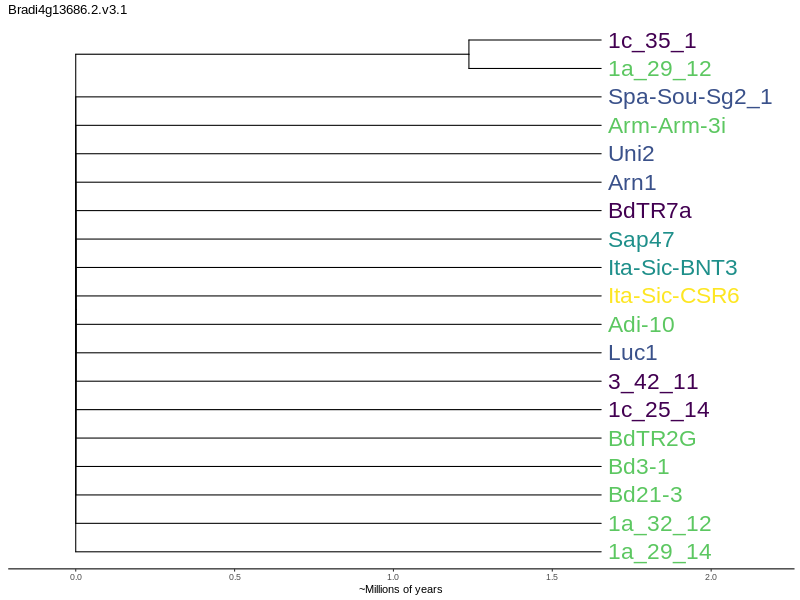 Bradi4g13686.2.v3.1
1c_35_1
1a_29_12
Spa-Sou-Sg2_1
Arm-Arm-3i
Uni2
Arn1
BdTR7a
Sap47
Ita-Sic-BNT3
Ita-Sic-CSR6
Adi-10
Luc1
3_42_11
1c_25_14
BdTR2G
Bd3-1
Bd21-3
1a_32_12
1a_29_14
0.0 0.5 1.0 1.5 2.0
~Millions of years